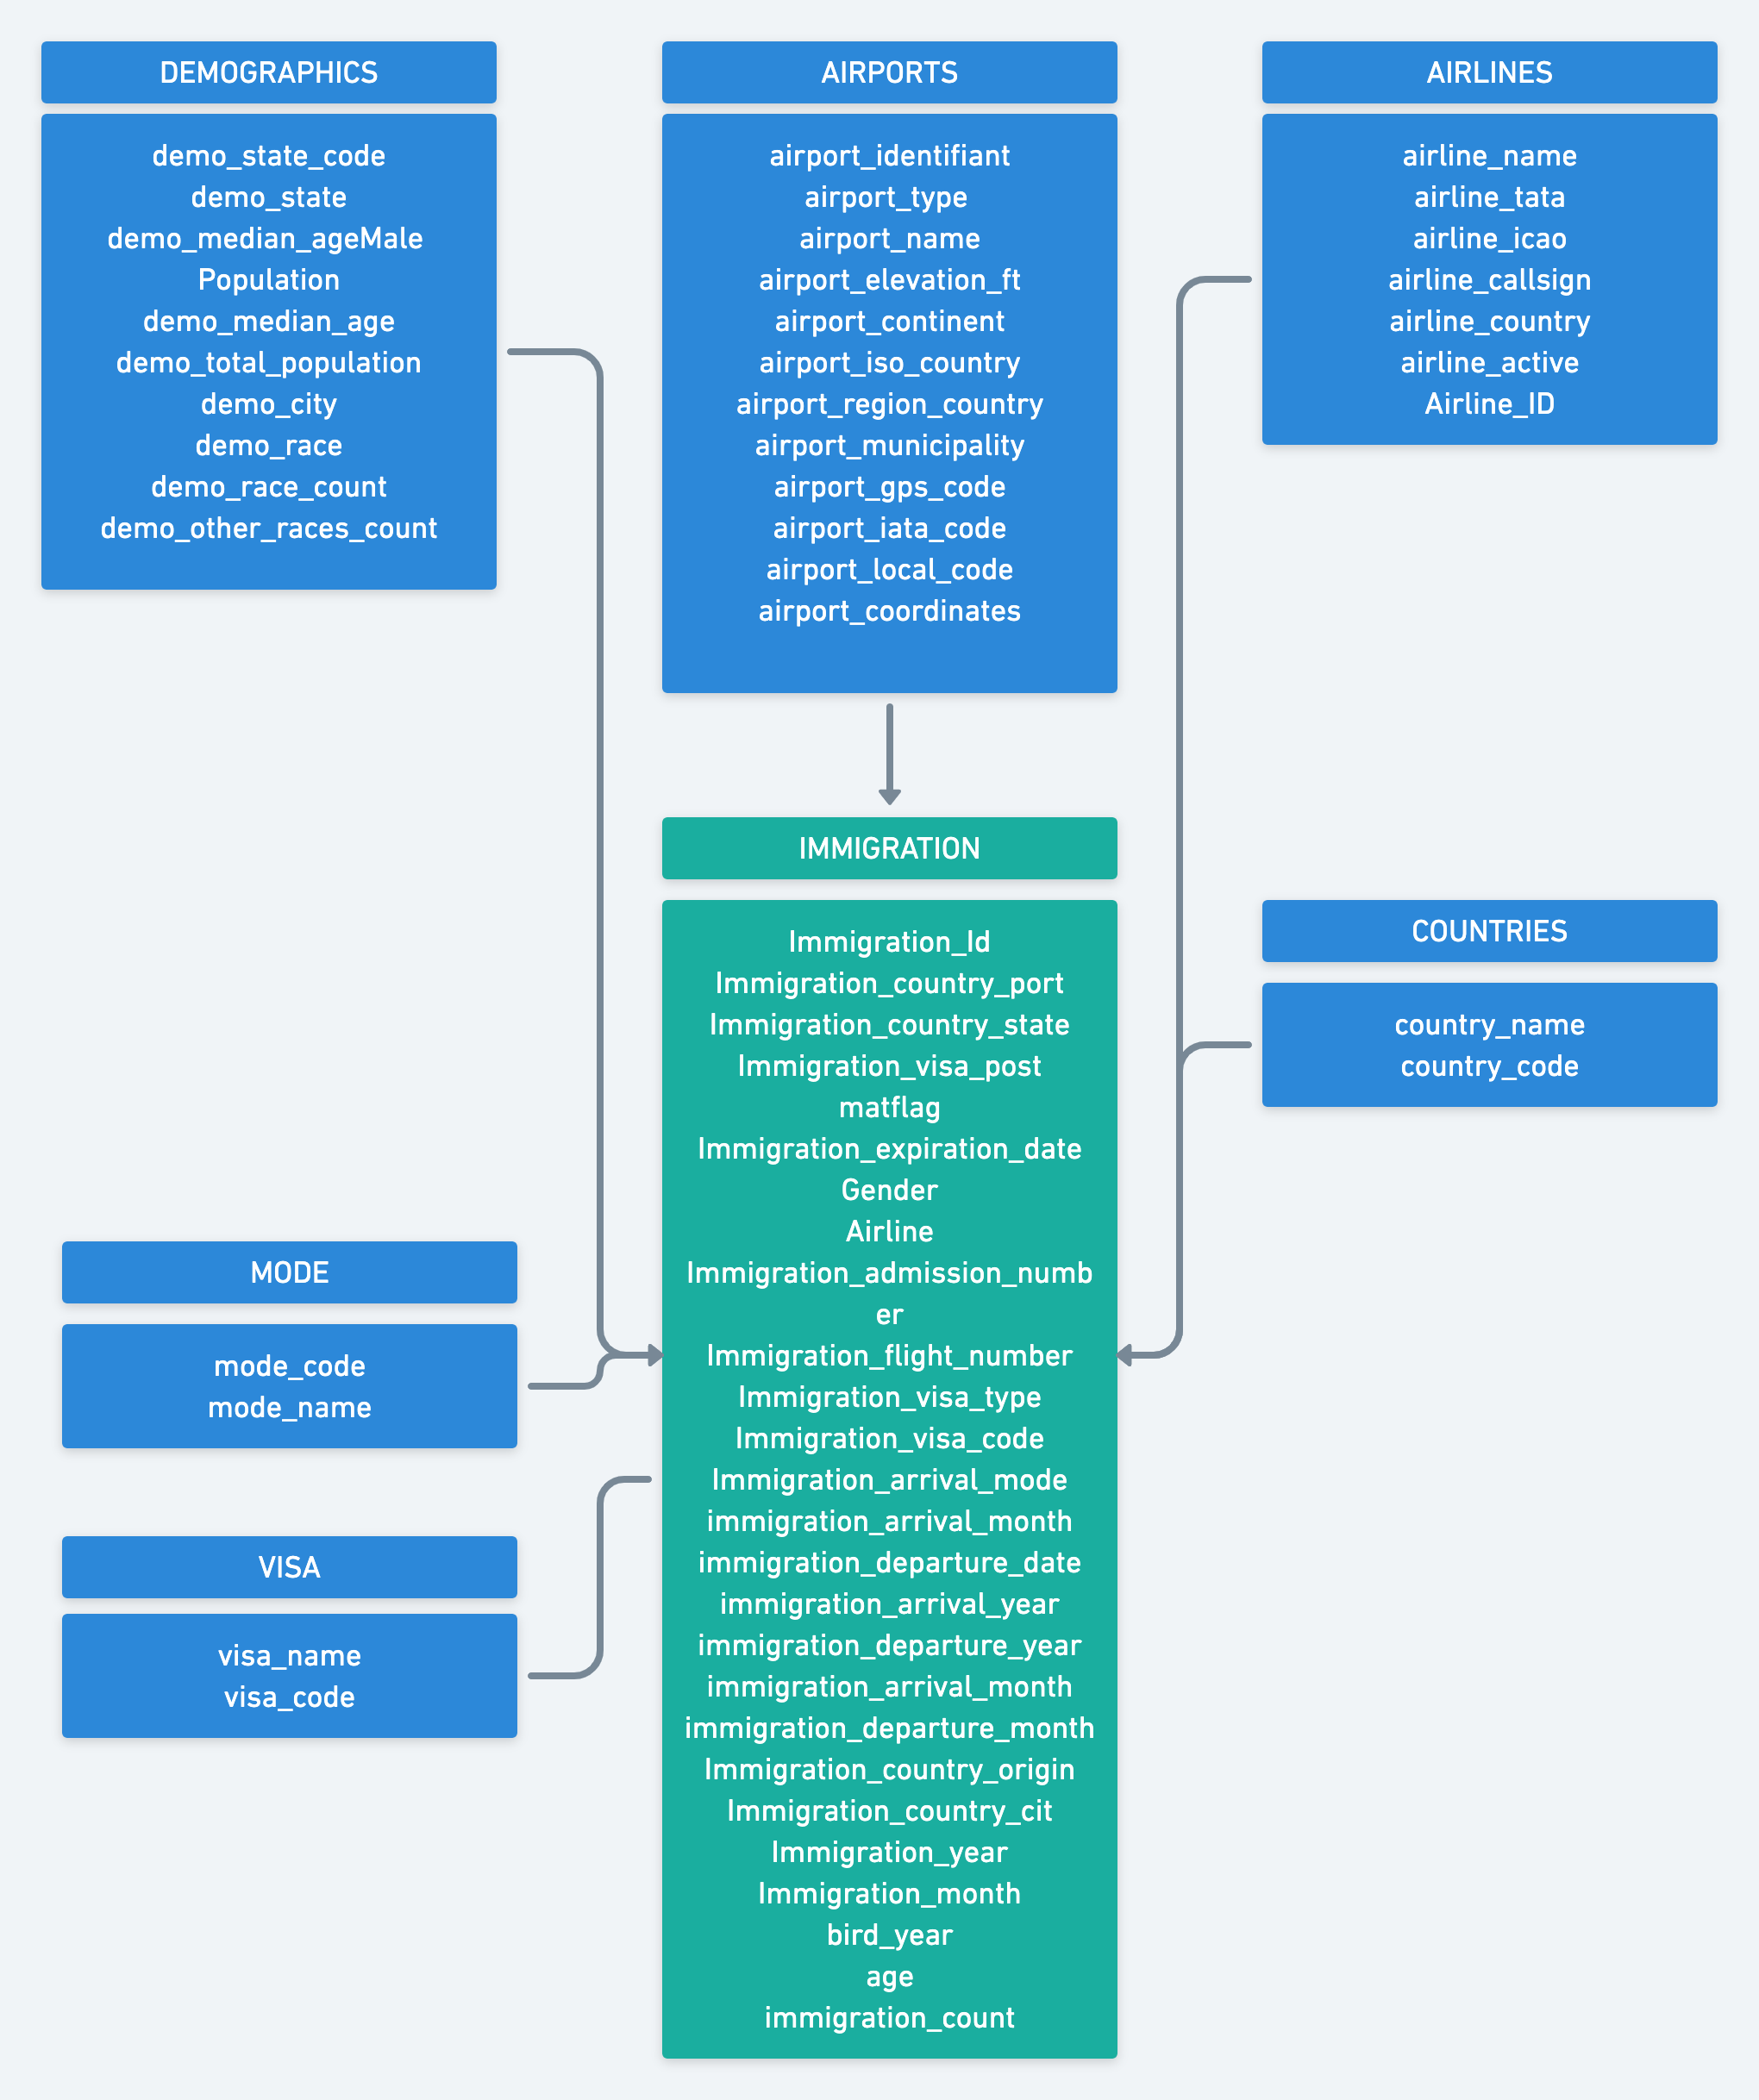 DEMOGRAPHICS
demo_state_code
demo_state
demo_median_ageMale
Population
demo_median_age
demo_total_population
demo_city
demo_race
demo_race_count
demo_other_races_count
AIRPORTS
airport_identifiant
airport_type
airport_name
airport_elevation_ft
airport_continent
airport_iso_country
airport_region_country
airport_municipality
airport_gps_code
airport_iata_code
airport_local_code
airport_coordinates
AIRLINES
airline_name
airline_tata
airline_icao
airline_callsign
airline_country
airline_active
Airline_ID
IMMIGRATION
Immigration_Id
Immigration_country_port
Immigration_country_state
Immigration_visa_post
matflag
Immigration_expiration_date
Gender
Airline
Immigration_admission_numb
er
Immigration_flight_number
Immigration_visa_type
Immigration_visa_code
Immigration_arrival_mode
immigration_arrival_month
immigration_departure_date
immigration_arrival_year
immigration_departure_year
immigration_arrival_month
immigration_departure_month
Immigration_country_origin
Immigration_country_cit
Immigration_year
Immigration_month
bird_year
age
immigration_count
COUNTRIES
country_name
country_code
MODE
mode_code
mode_name
VISA
visa_name
visa_code